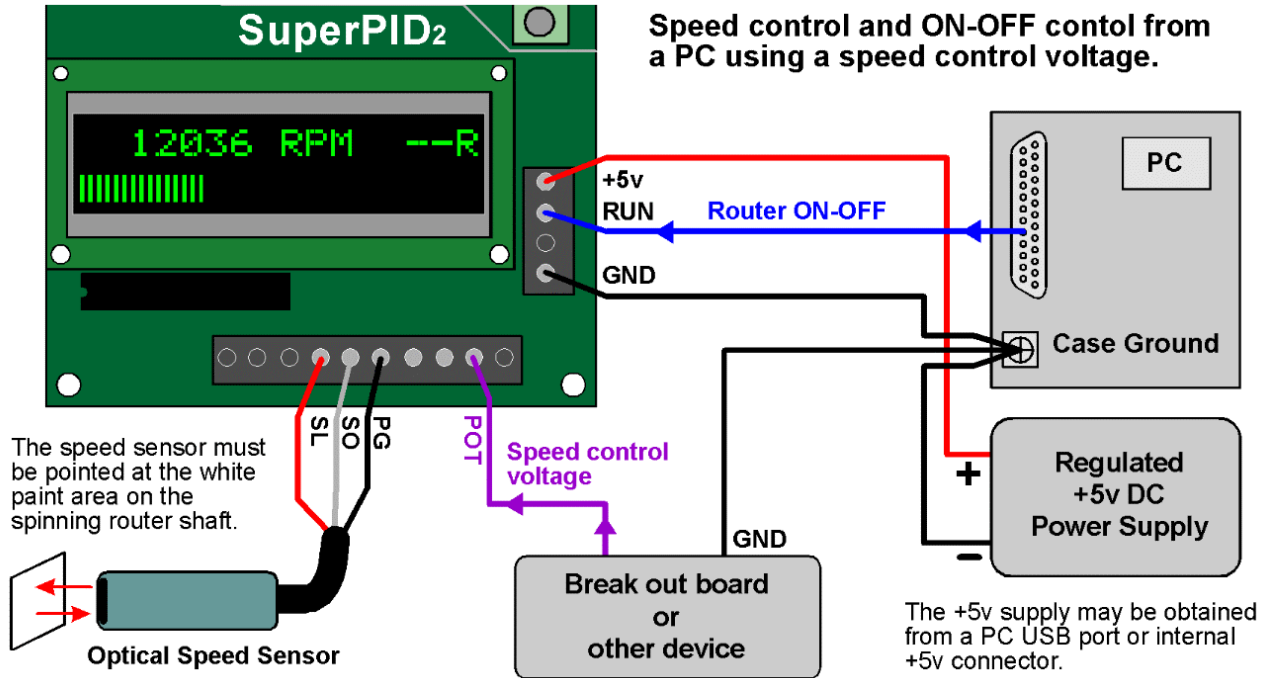 SuperPID2
Speed control and ON-OFF contol from
a PC using a speed control voltage.
12036 RPM --R
+5v
RUN
GND
Router ON-OFF
PC
Case Ground
SL
SO
PG
POT
Speed control
voltage
The speed sensor must
be pointed at the white
paint area on the
spinning router shaft.
Optical Speed Sensor
GND
Break out board
or
other device
+
−
Regulated
+5v DC
Power Supply
The +5v supply may be obtained
from a PC USB port or internal
+5v connector.